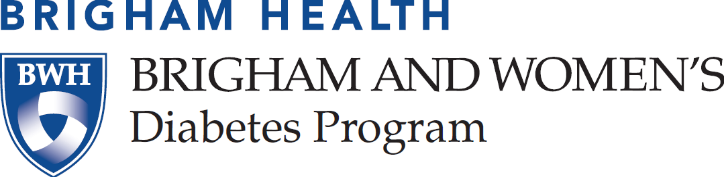 BRIGHAM HEALTH
BWH
BRIGHAM AND WOMEN'S
Diabetes Program